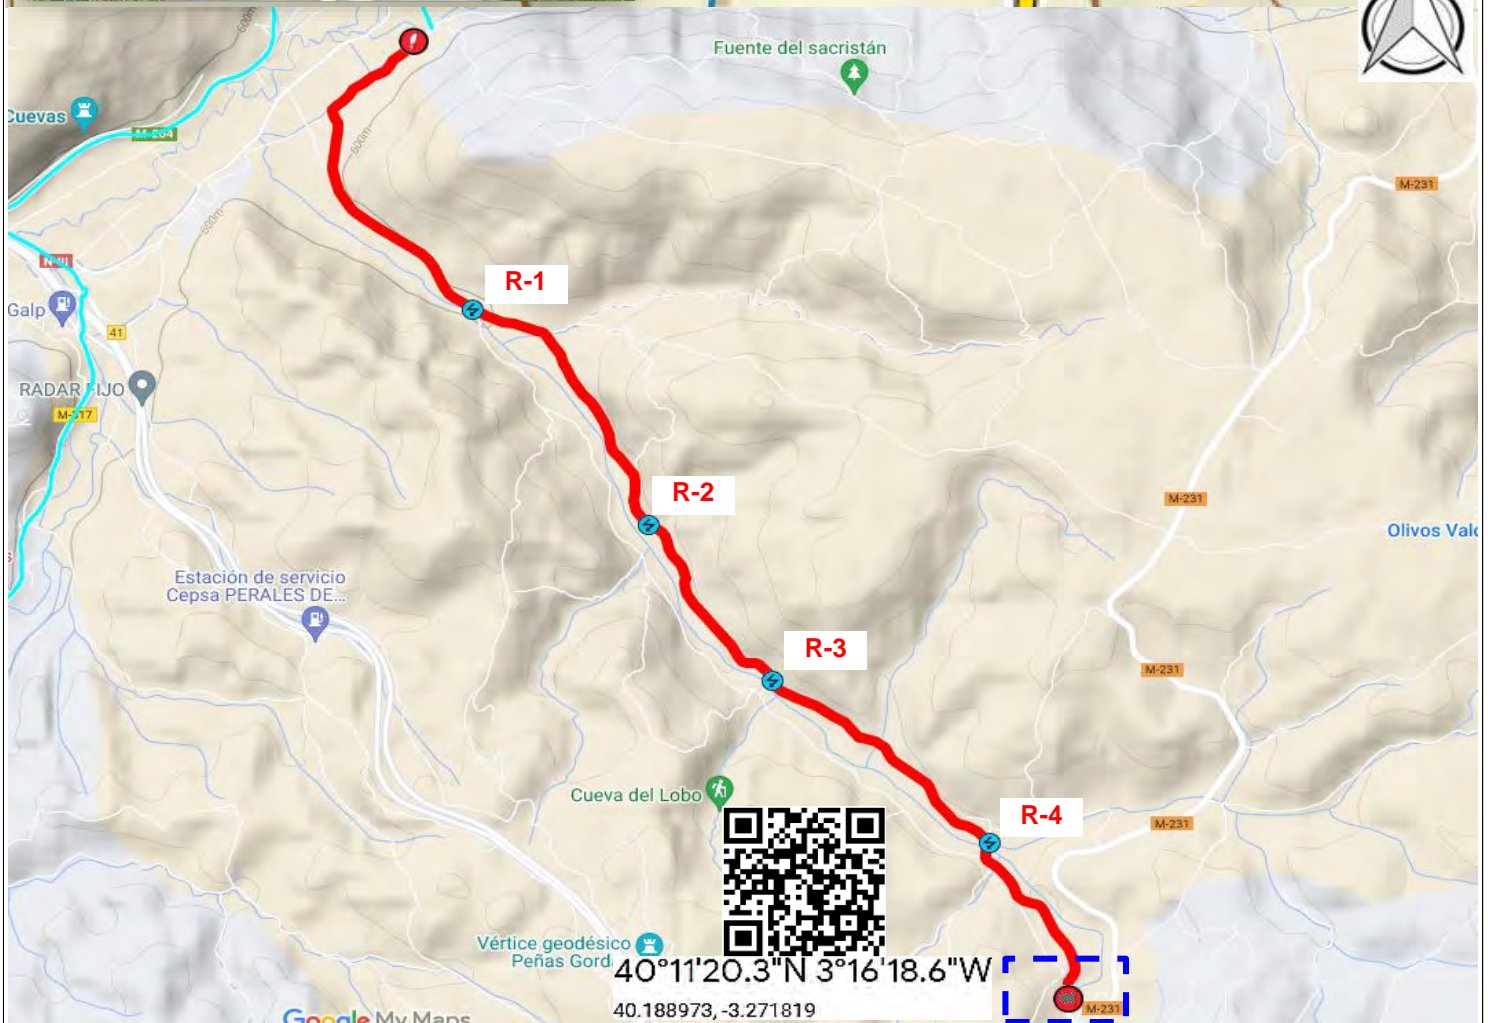 600m
Fuente del sacristán
Cuevas
M-204
600m
M-231
600m
N-III
R-1
Galp
41
RADAR FIJO
M-317
R-2
M-231
Olivos Vald
Estación de servicio
Cepsa PERALES DE...
R-3
M-231
Cueva del Lobo
R-4
M-231
Vértice geodésico
Peñas Gord
40°11'20.3"N 3°16'18.6"W
40.188973, -3.271819
M-231
Google My Maps